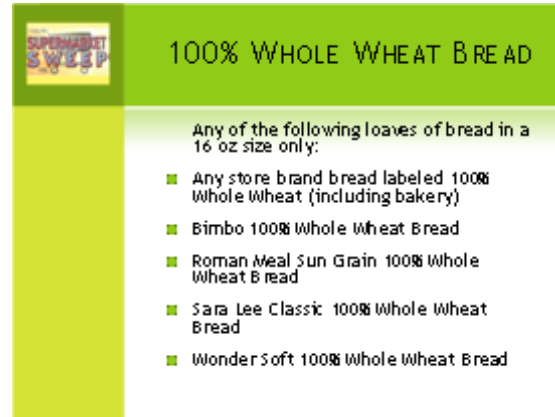 SUPERMARKET
SWEEP
100% WHOLE WHEAT BREAD
Any of the following loaves of bread in a
16 oz size only:
Any store brand bread labeled 100%
Whole Wheat (including bakery)
Bimbo 100% Whole Wheat Bread
Roman Meal Sun Grain 100% Whole
Wheat Bread
Sara Lee Classic 100% Whole Wheat
Bread
Wonder Soft 100% Whole Wheat Bread